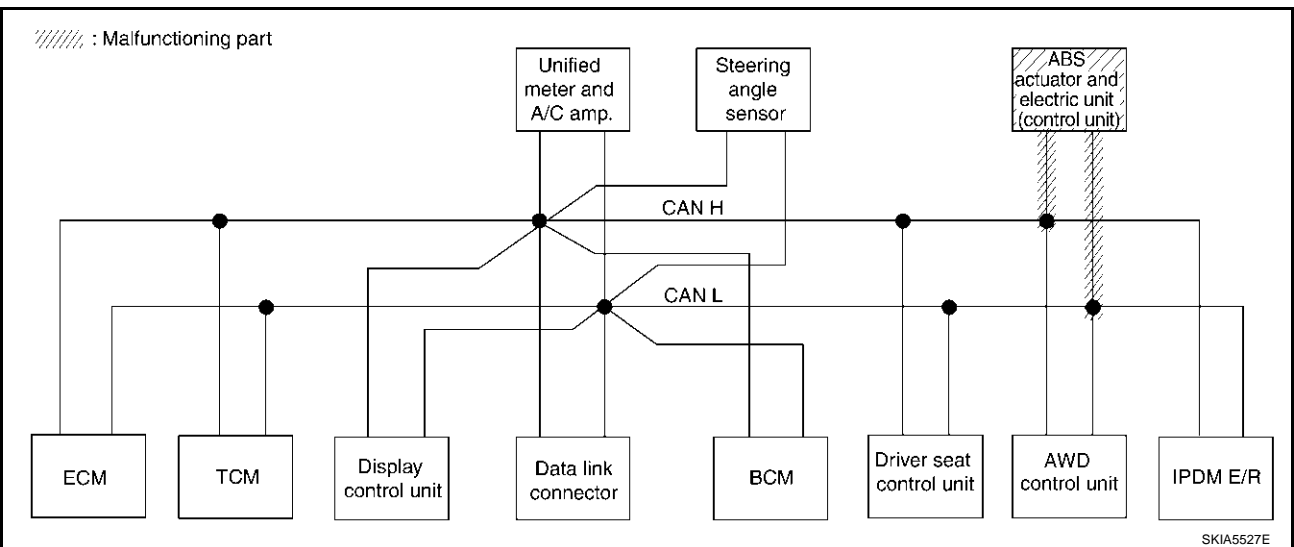 : Malfunctioning part
Unified
meter and
A/C amp.
Steering
angle
sensor
ABS
actuator and
electric unit
(control unit)
CAN H
CAN L
ECM
TCM
Display
control unit
Data link
connector
BCM
Driver seat
control unit
AWD
control unit
IPDM E/R
SKIA5527E